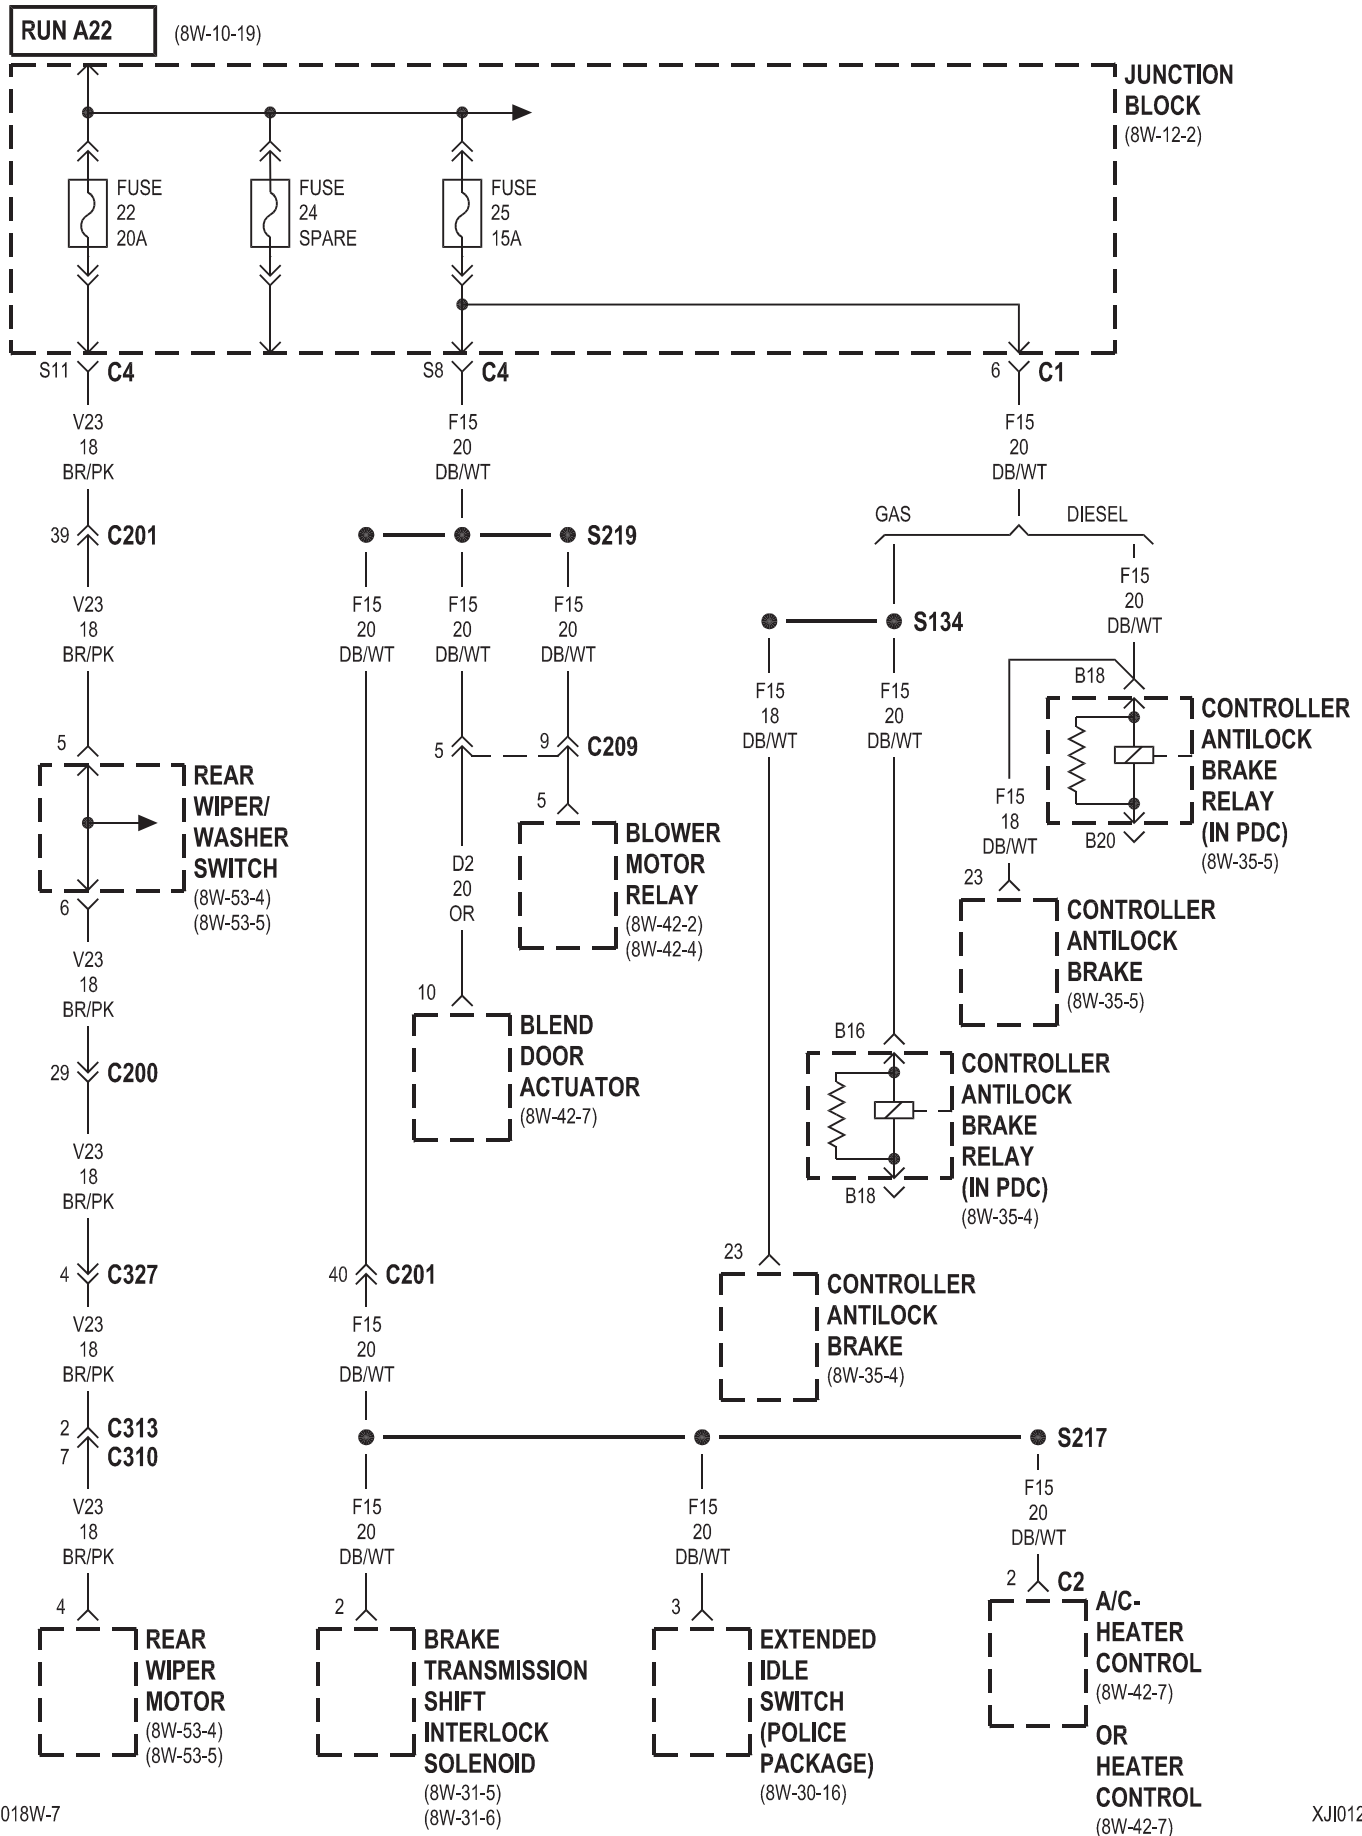 RUN A22
(8W-10-19)
JUNCTION
BLOCK
(8W-12-2)
FUSE
22
20A
FUSE
24
SPARE
FUSE
25
15A
S11
C4
S8
C4
6
C1
V23
18
BR/PK
F15
20
DB/WT
F15
20
DB/WT
GAS
DIESEL
39
C201
S219
V23
18
BR/PK
F15
20
DB/WT
F15
20
DB/WT
F15
20
DB/WT
S134
F15
20
DB/WT
F15
18
DB/WT
F15
20
DB/WT
B18
CONTROLLER
ANTILOCK
BRAKE
RELAY
(IN PDC)
(8W-35-5)
B20
5
REAR
WIPER/
WASHER
SWITCH
(8W-53-4)
(8W-53-5)
6
5
9
C209
5
BLOWER
MOTOR
RELAY
(8W-42-2)
(8W-42-4)
D2
20
OR
F15
18
DB/WT
23
CONTROLLER
ANTILOCK
BRAKE
(8W-35-5)
V23
18
BR/PK
10
BLEND
DOOR
ACTUATOR
(8W-42-7)
B16
CONTROLLER
ANTILOCK
BRAKE
RELAY
(IN PDC)
(8W-35-4)
B18
29
C200
V23
18
BR/PK
4
C327
40
C201
23
CONTROLLER
ANTILOCK
BRAKE
(8W-35-4)
V23
18
BR/PK
F15
20
DB/WT
2
C313
7
C310
S217
V23
18
BR/PK
F15
20
DB/WT
F15
20
DB/WT
F15
20
DB/WT
4
REAR
WIPER
MOTOR
(8W-53-4)
(8W-53-5)
2
BRAKE
TRANSMISSION
SHIFT
INTERLOCK
SOLENOID
(8W-31-5)
(8W-31-6)
3
EXTENDED
IDLE
SWITCH
(POLICE
PACKAGE)
(8W-30-16)
2
C2
A/C-
HEATER
CONTROL
(8W-42-7)
OR
HEATER
CONTROL
(8W-42-7)
018W-7
XJI012